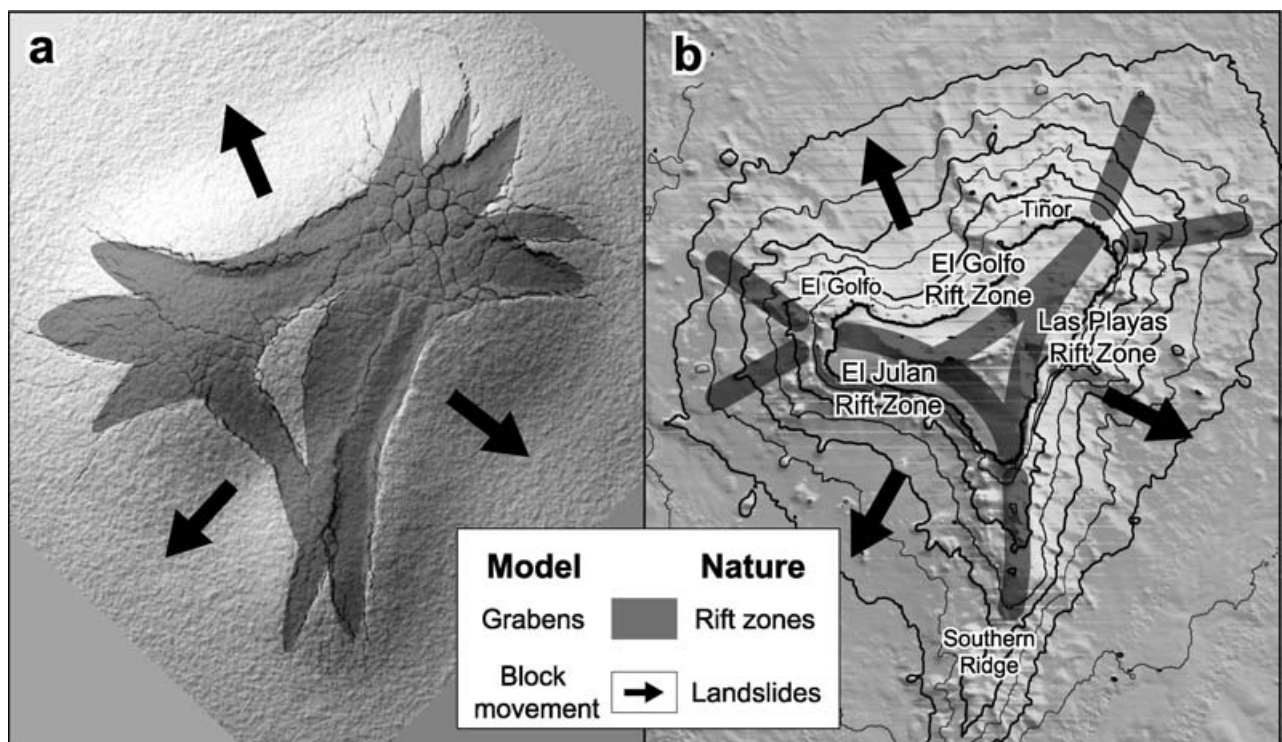 a
b
Tiñor
El Golfo
Rift Zone
El Golfo
Las Playas
Rift Zone
El Julan
Rift Zone
Southern
Ridge
Model
Nature
Grabens
Rift zones
Block
movement
Landslides